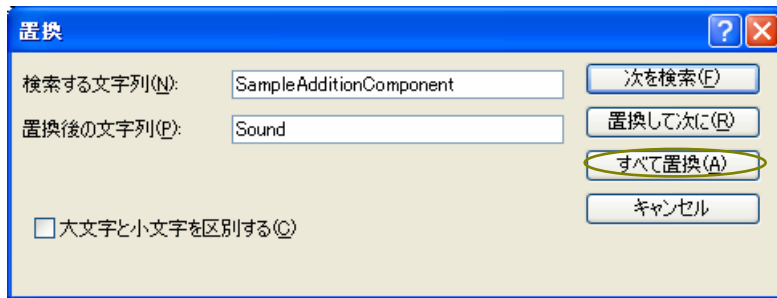 置換
検索する文字列(N): SampleAdditionComponent 次を検索(F)
置換後の文字列(P): Sound 置換して次に(R)
すべて置換(A)
キャンセル
大文字と小文字を区別する(C)